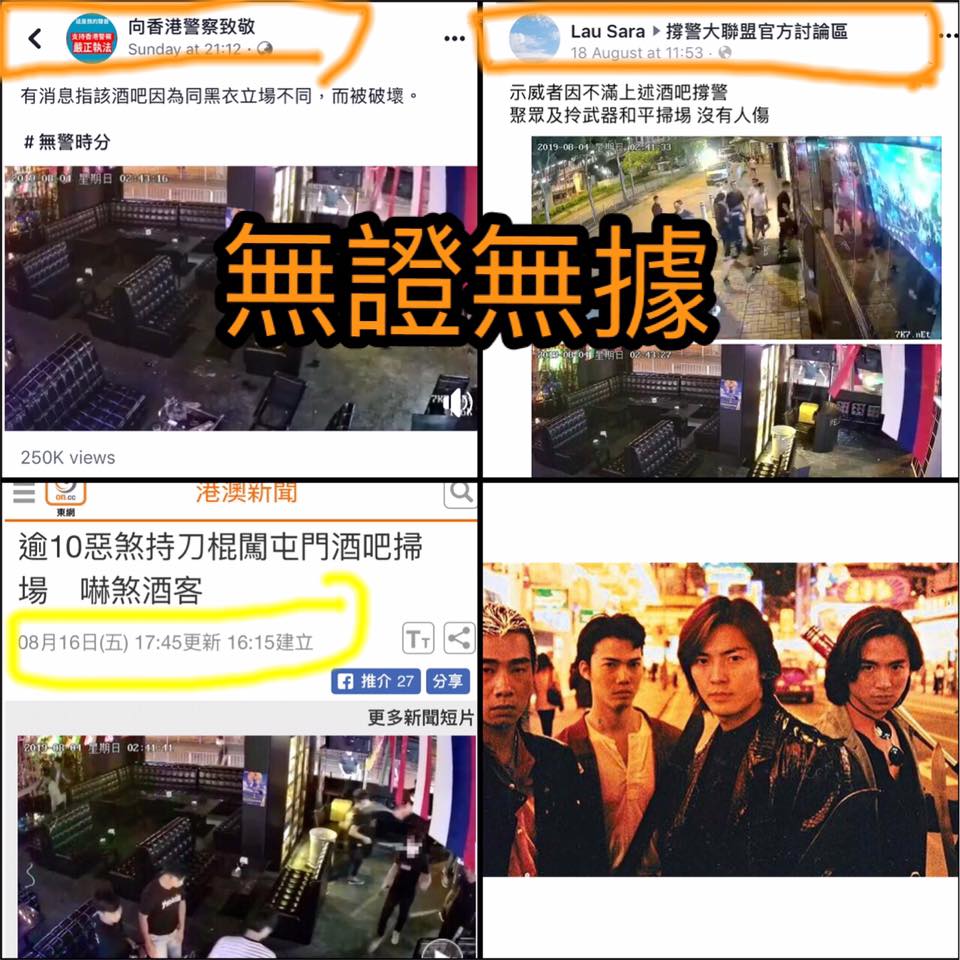 這是我的聲音
支持香港警察
嚴正執法
向香港警察致敬
Sunday at 21:12
有消息指該酒吧因為同黑衣立場不同，而被破壞。
#無警時分
2019-08-04 星期日 02:43:16
250K views
Lau Sara ▸ 撐警大聯盟官方討論區
18 August at 11:53
示威者因不滿上述酒吧撐警
聚眾及拎武器和平掃場 沒有人傷
2019-08-04 星期日 02:41:33
7K7.nEt
2019-08-04 星期日 02:43:27
無證無據
on.cc
東網
港澳新聞
逾10惡煞持刀棍闖屯門酒吧掃
場 嚇煞酒客
08月16日(五) 17:45更新 16:15建立
TT
推介 27
分享
更多新聞短片
2019-08-04 星期日 02:41:41